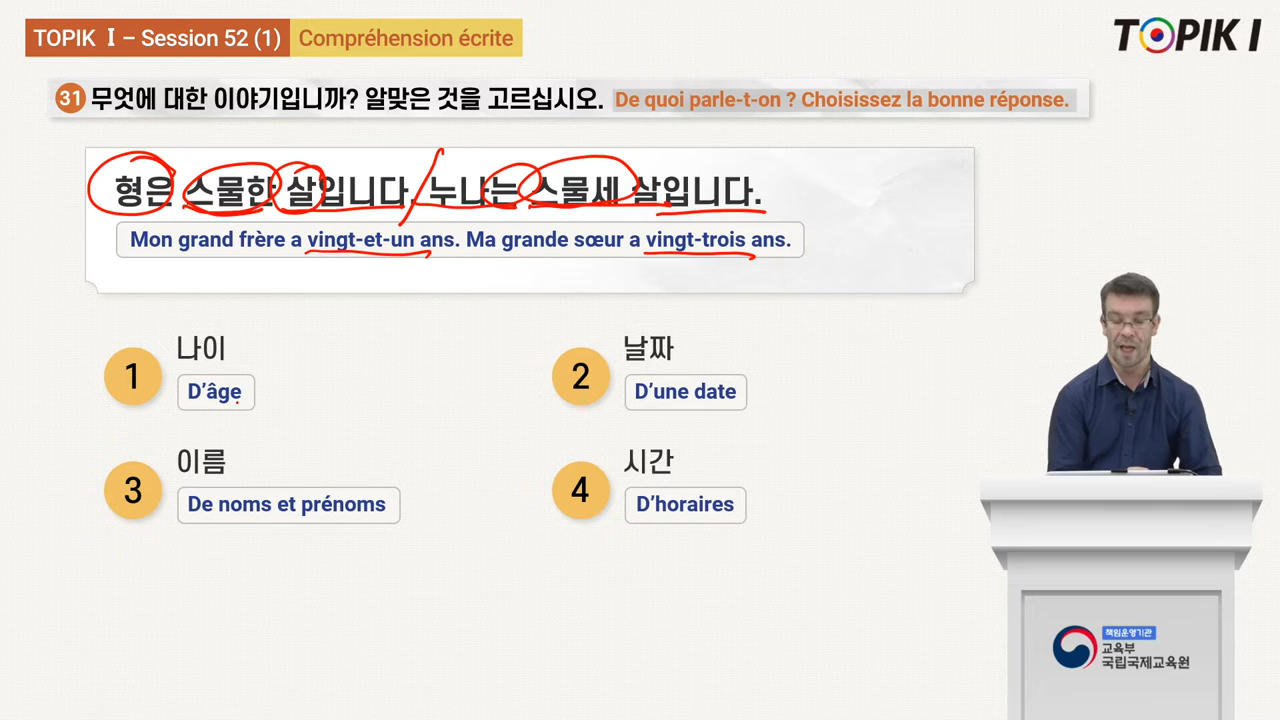 TOPIK I – Session 52 (1) Compréhension écrite
TOPIK I
31 무엇에 대한 이야기입니까? 알맞은 것을 고르십시오. De quoi parle-t-on ? Choisissez la bonne réponse.
형은 스물한 살입니다. 누나는 스물세 살입니다.
Mon grand frère a vingt-et-un ans. Ma grande sœur a vingt-trois ans.
1 나이
D’âge
2 날짜
D’une date
3 이름
De noms et prénoms
4 시간
D’horaires
책임운영기관
교육부
국립국제교육원